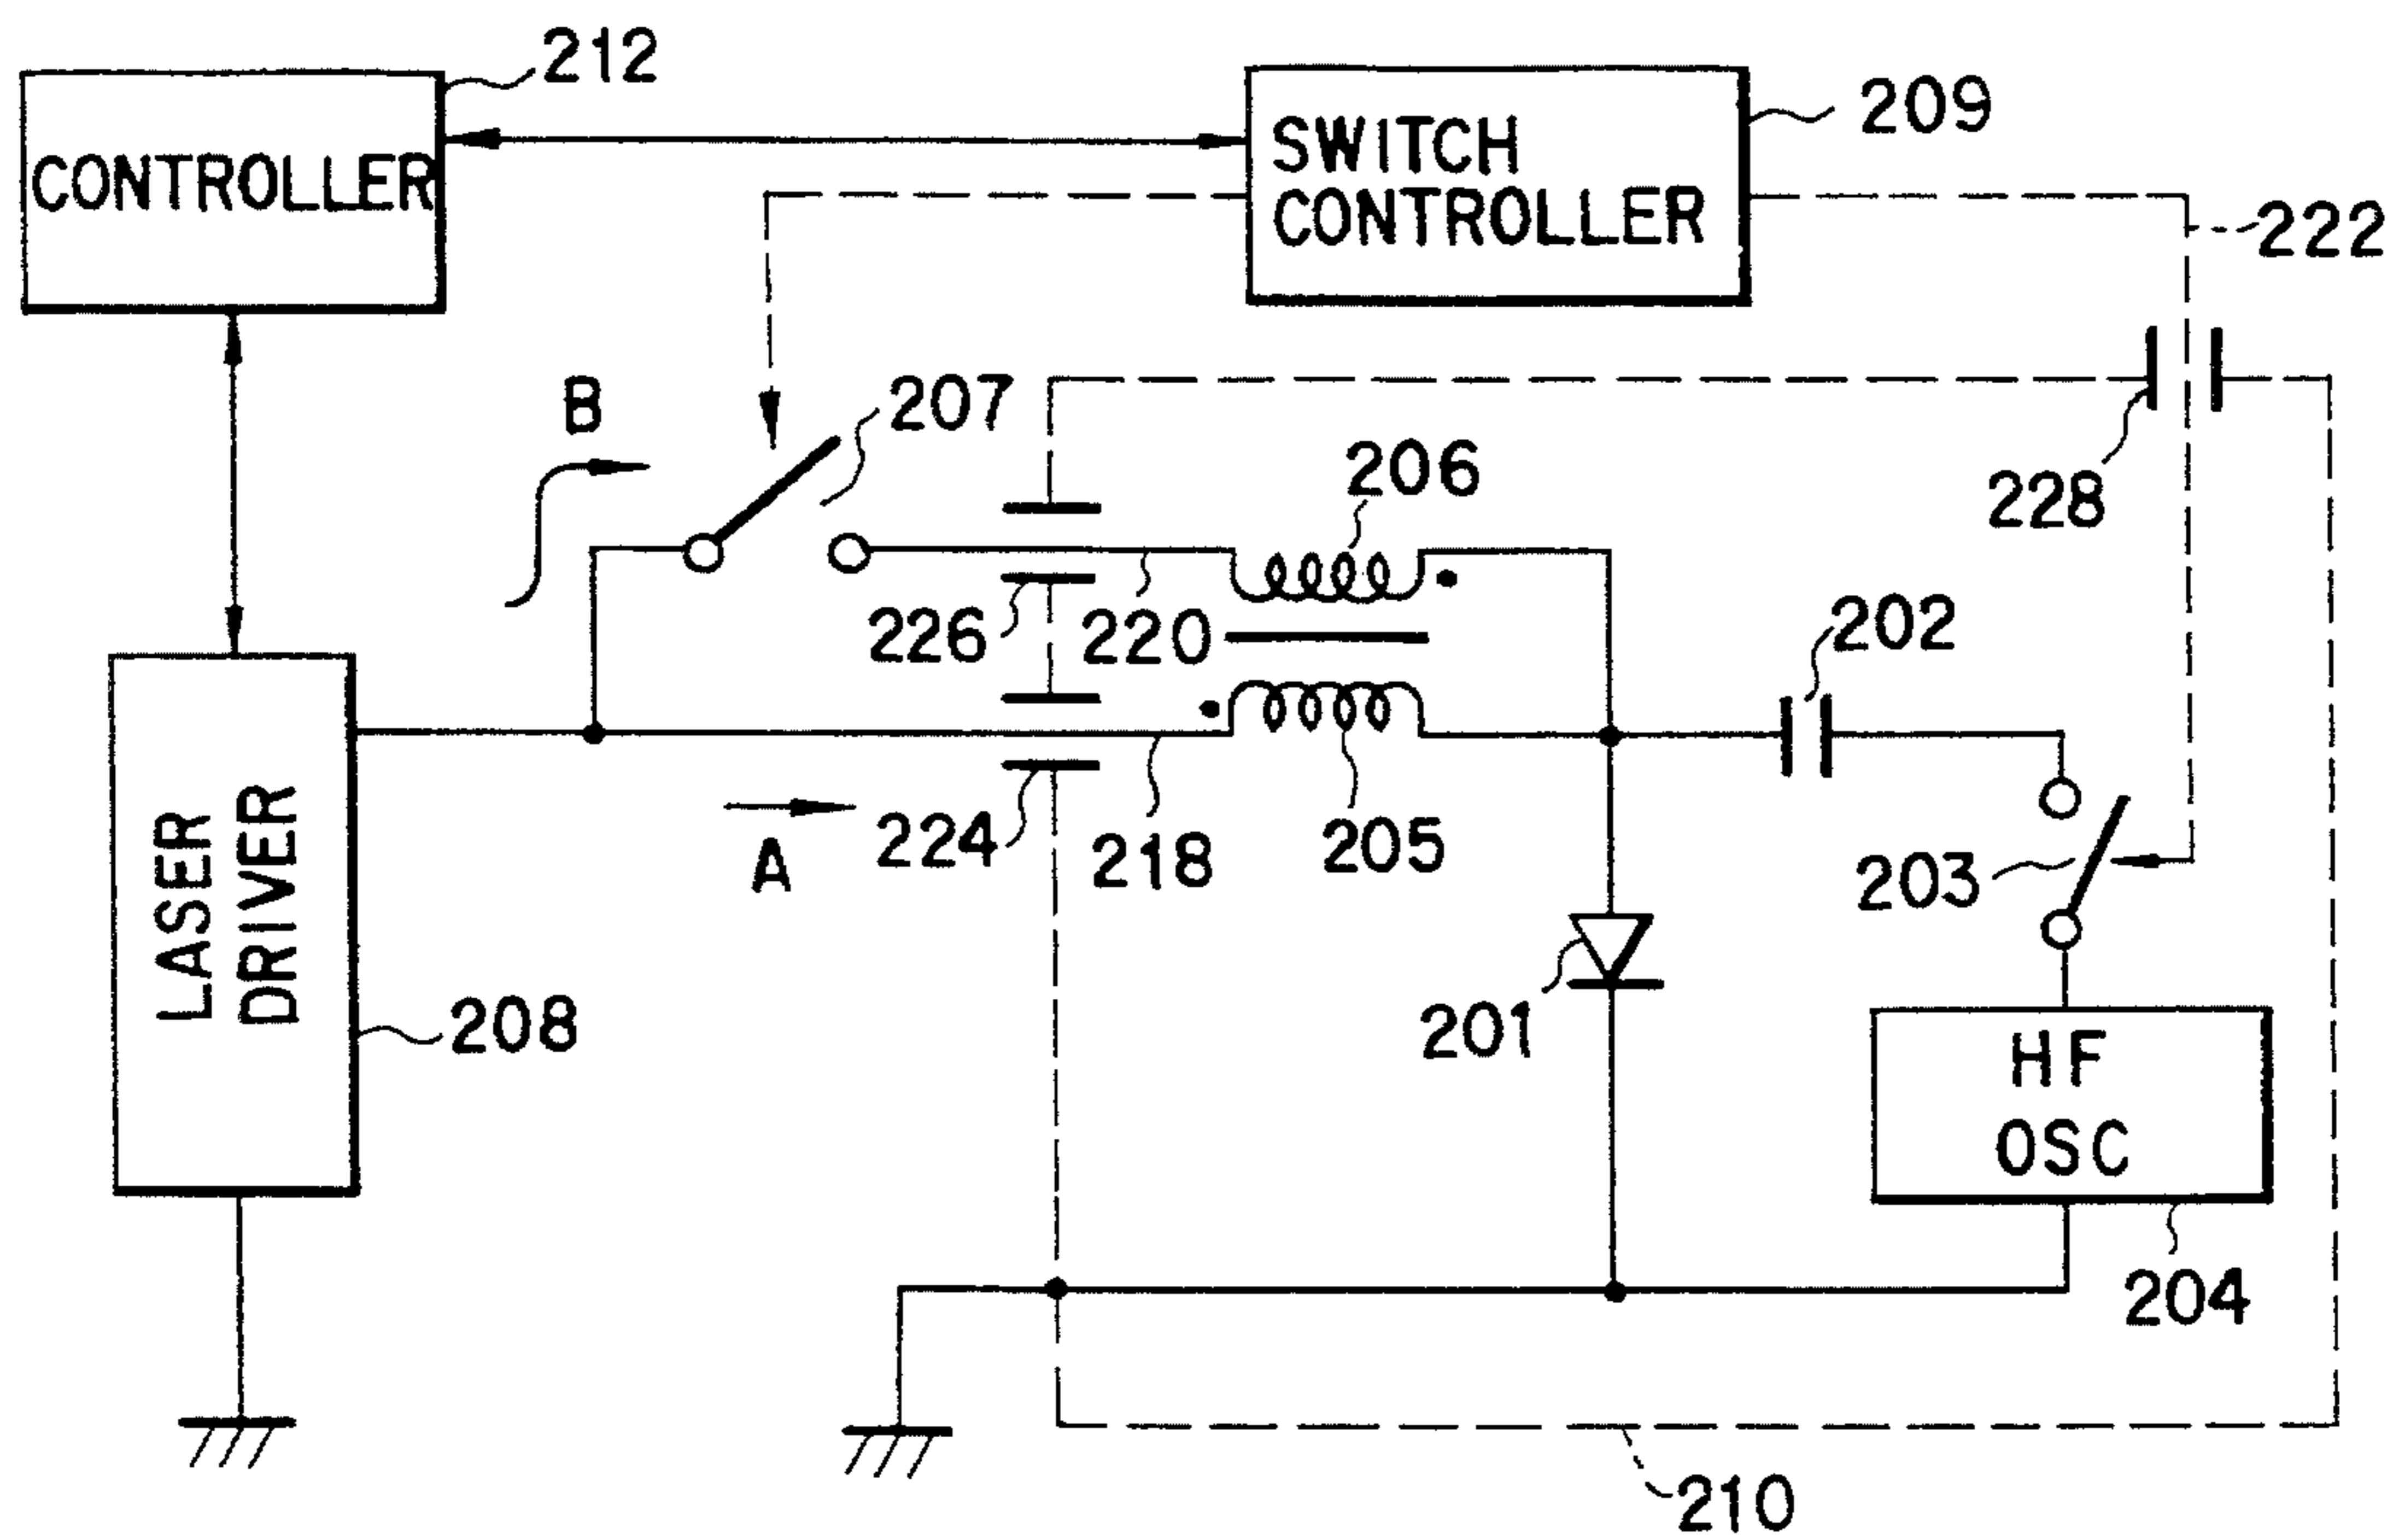 212
CONTROLLER
SWITCH
CONTROLLER
209
222
B
207
206
228
226
220
202
224
218
205
A
203
LASER
DRIVER
208
201
HF
OSC
204
210